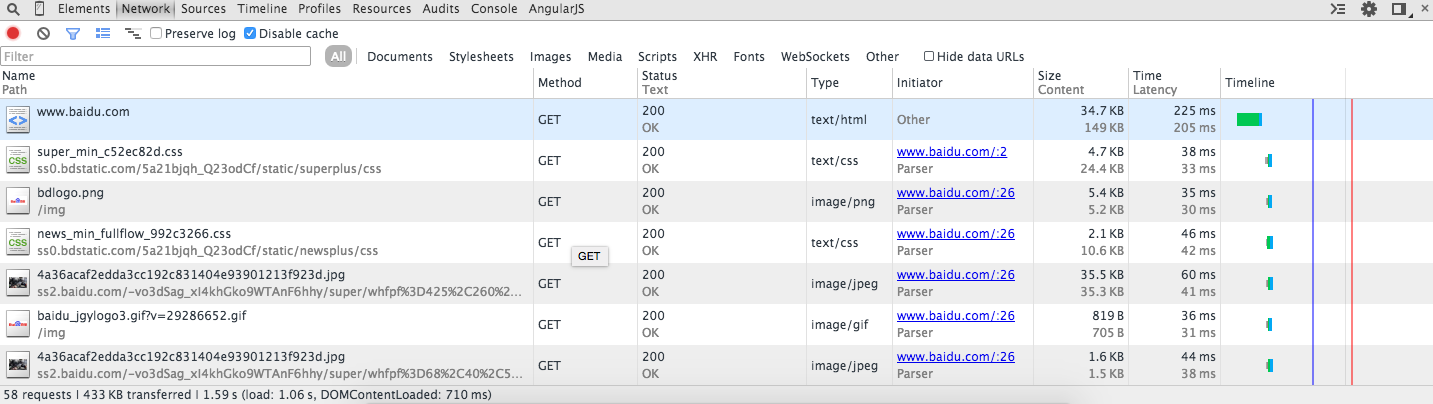 Elements Network Sources Timeline Profiles Resources Audits Console AngularJS
Preserve log Disable cache
Filter All Documents Stylesheets Images Media Scripts XHR Fonts WebSockets Other Hide data URLs
Name Method Status Type Initiator Size Time Timeline
Path Text Content Latency
www.baidu.com GET 200 text/html Other 34.7 KB 225 ms
OK 149 KB 205 ms
super_min_c52ec82d.css GET 200 text/css www.baidu.com/:2 4.7 KB 38 ms
ss0.bdstatic.com/5a21bjqh_Q23odCf/static/superplus/css OK Parser 24.4 KB 33 ms
bdlogo.png GET 200 image/png www.baidu.com/:26 5.4 KB 35 ms
/img OK Parser 5.2 KB 30 ms
news_min_fullflow_992c3266.css GET 200 text/css www.baidu.com/:26 2.1 KB 46 ms
ss0.bdstatic.com/5a21bjqh_Q23odCf/static/newsplus/css OK Parser 10.6 KB 42 ms
GET
4a36acaf2edda3cc192c831404e93901213f923d.jpg GET 200 image/jpeg www.baidu.com/:26 35.5 KB 60 ms
ss2.baidu.com/-vo3dSag_xI4khGko9WTAnF6hhy/super/whfpf%3D425%2C260%2... OK Parser 35.3 KB 41 ms
baidu_jgylogo3.gif?v=29286652.gif GET 200 image/gif www.baidu.com/:26 819 B 36 ms
/img OK Parser 705 B 31 ms
4a36acaf2edda3cc192c831404e93901213f923d.jpg GET 200 image/jpeg www.baidu.com/:26 1.6 KB 44 ms
ss2.baidu.com/-vo3dSag_xI4khGko9WTAnF6hhy/super/whfpf%3D68%2C40%2C5... OK Parser 1.5 KB 38 ms
58 requests | 433 KB transferred | 1.59 s (load: 1.06 s, DOMContentLoaded: 710 ms)